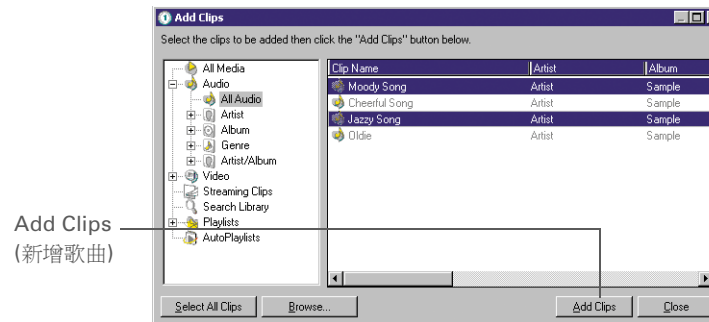 Add Clips
Select the clips to be added then click the "Add Clips" button below.
All Media
Audio
All Audio
Artist
Album
Genre
Artist/Album
Video
Streaming Clips
Search Library
Playlists
AutoPlaylists
Clip Name Artist Album
Moody Song Artist Sample
Cheerful Song Artist Sample
Jazzy Song Artist Sample
Oldie Artist Sample
Add Clips
(新增歌曲)
Select All Clips Browse... Add Clips Close